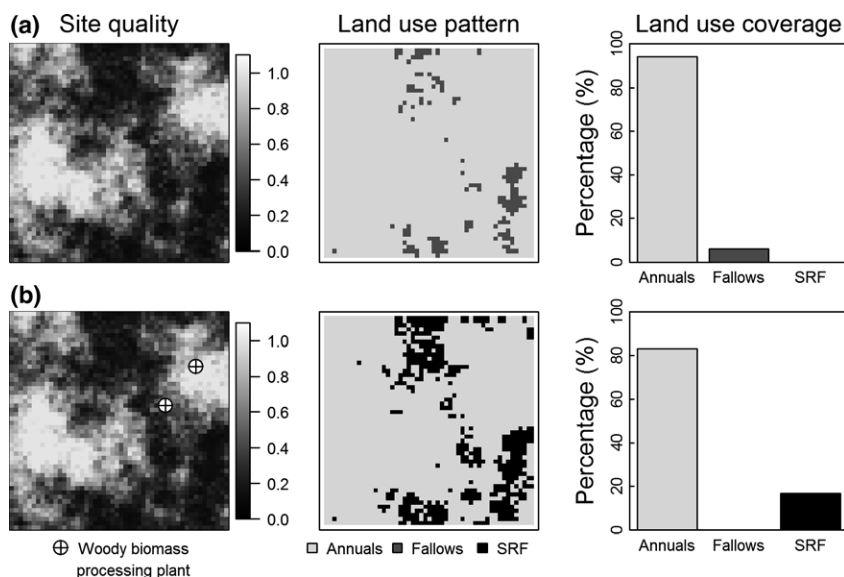 (a) Site quality Land use pattern Land use coverage
1.0
0.8
0.6
0.4
0.2
0.0
Percentage (%)
0 20 40 60 80 100
Annuals Fallows SRF
(b)
1.0
0.8
0.6
0.4
0.2
0.0
Percentage (%)
0 20 40 60 80 100
Annuals Fallows SRF
Woody biomass
processing plant
Annuals Fallows SRF